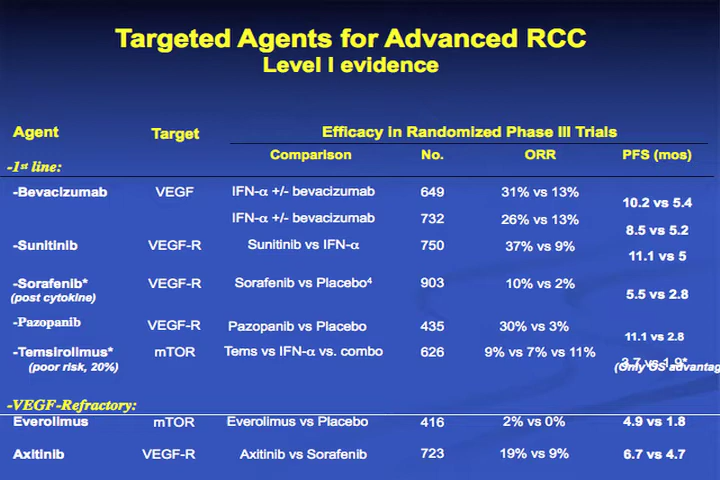 Targeted Agents for Advanced RCC
Level I evidence
Agent Target Efficacy in Randomized Phase III Trials
Comparison No. ORR PFS (mos)
-1st line:
-Bevacizumab VEGF IFN-α +/- bevacizumab 649 31% vs 13% 10.2 vs 5.4
IFN-α +/- bevacizumab 732 26% vs 13% 8.5 vs 5.2
-Sunitinib VEGF-R Sunitinib vs IFN-α 750 37% vs 9% 11.1 vs 5
-Sorafenib* VEGF-R Sorafenib vs Placebo⁴ 903 10% vs 2% 5.5 vs 2.8
(post cytokine)
-Pazopanib VEGF-R Pazopanib vs Placebo 435 30% vs 3% 11.1 vs 2.8
-Temsirolimus* mTOR Tems vs IFN-α vs. combo 626 9% vs 7% vs 11% 3.7 vs 1.9*
(poor risk, 20%) (Only OS advantag
-VEGF-Refractory:
Everolimus mTOR Everolimus vs Placebo 416 2% vs 0% 4.9 vs 1.8
Axitinib VEGF-R Axitinib vs Sorafenib 723 19% vs 9% 6.7 vs 4.7